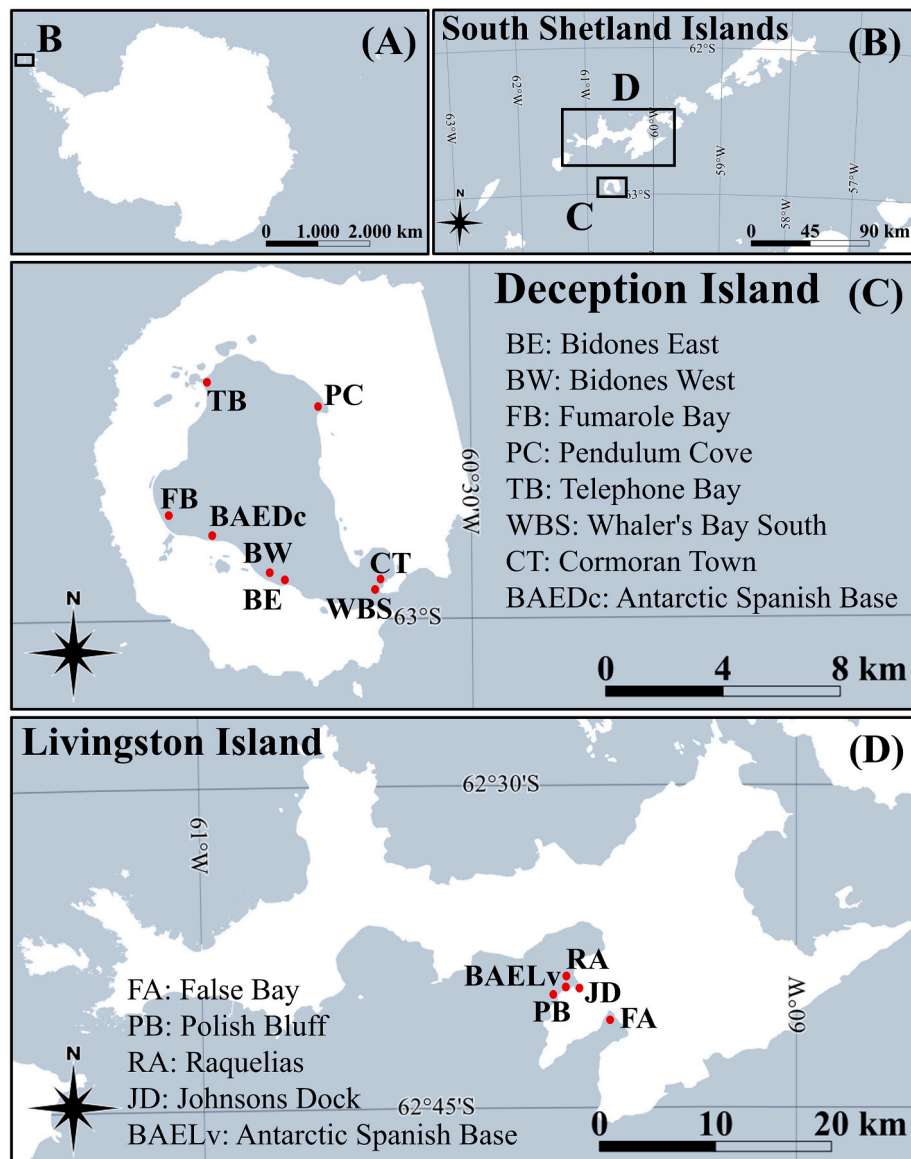 B
(A)
0 1.000 2.000 km
South Shetland Islands
(B)
62°S
63°W
62°W
61°W
D
60°W
59°W
N
C
63°S
58°W
57°W
0 45 90 km
Deception Island (C)
BE: Bidones East
BW: Bidones West
FB: Fumarole Bay
PC: Pendulum Cove
TB: Telephone Bay
WBS: Whaler's Bay South
CT: Cormoran Town
BAEDc: Antarctic Spanish Base
TB
PC
60°30'W
FB
BAEDc
BW
CT
BE
WBS
63°S
N
0 4 8 km
Livingston Island
(D)
62°30'S
61°W
RA
BAELv
JD
PB
FA
60°W
FA: False Bay
PB: Polish Bluff
RA: Raquelias
JD: Johnsons Dock
BAELv: Antarctic Spanish Base
N
62°45'S
0 10 20 km